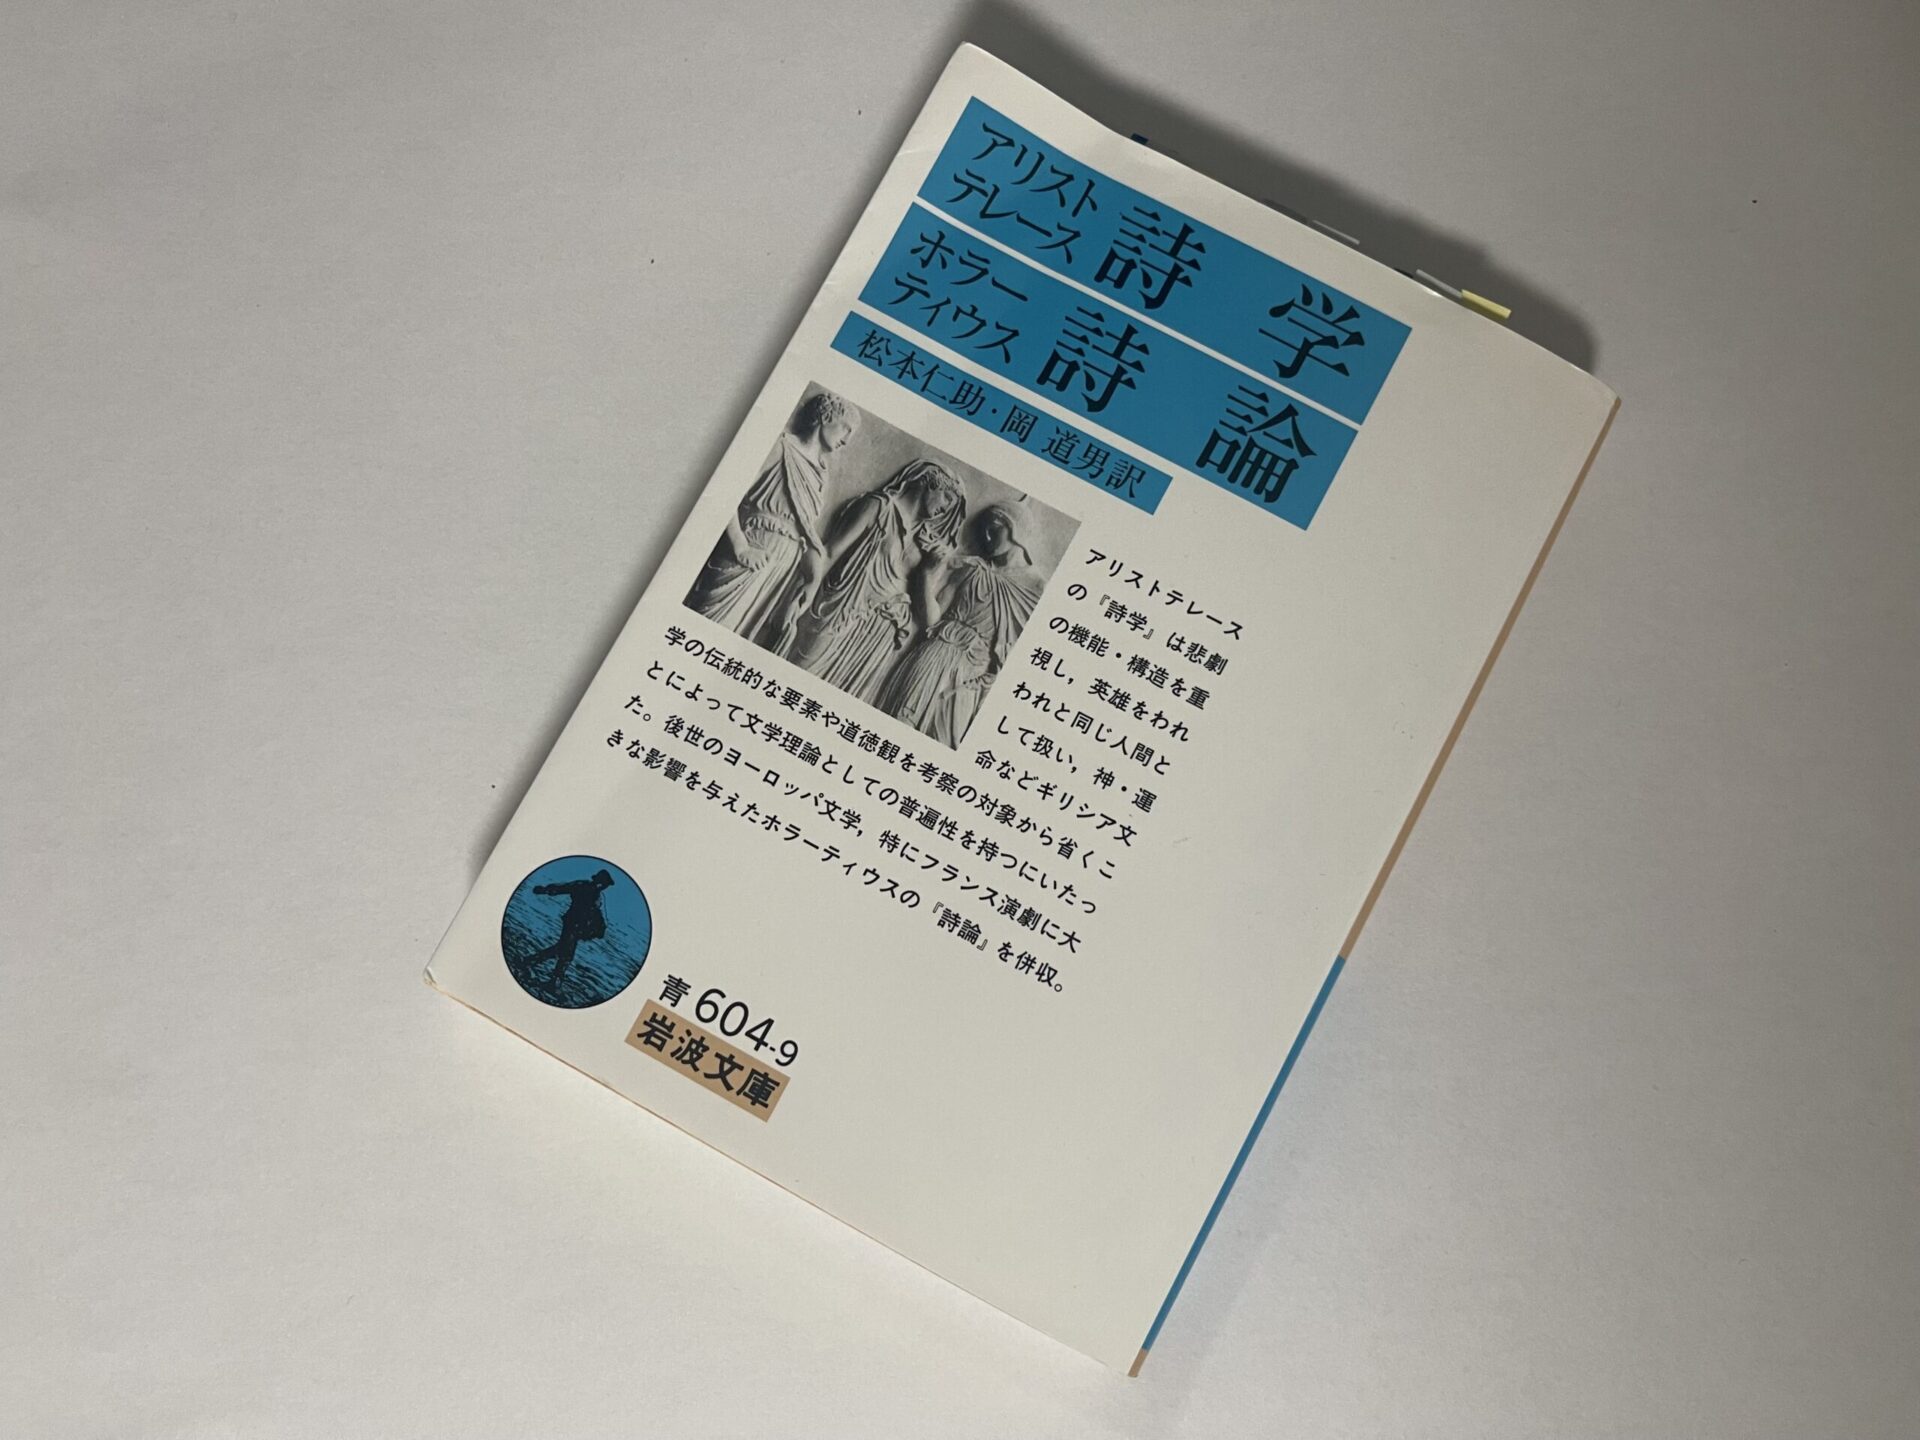 アリストテレース 詩学
ホラーティウス 詩論
松本仁助・岡 道男訳
アリストテレース
の『詩学』は悲劇
の機能・構造を重
視し，英雄をわれ
われと同じ人間と
して扱い，神・運
命などギリシア文
学の伝統的な要素や道徳観を考察の対象から省くこ
とによって文学理論としての普遍性を持つにいたっ
た。後世のヨーロッパ文学，特にフランス演劇に大
きな影響を与えたホラーティウスの『詩論』を併収。
青 604-9
岩波文庫